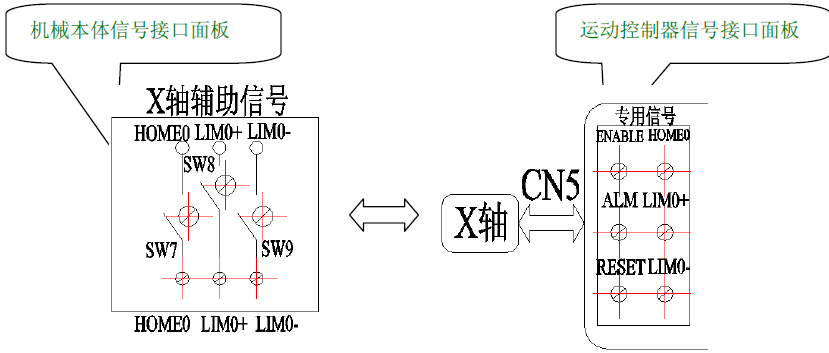 机械本体信号接口面板
运动控制器信号接口面板
X轴辅助信号
HOME0 LIM0+ LIM0-
SW8
SW7
SW9
HOME0 LIM0+ LIM0-
X轴
CN5
专用信号
ENABLE HOME0
ALM LIM0+
RESET LIM0-